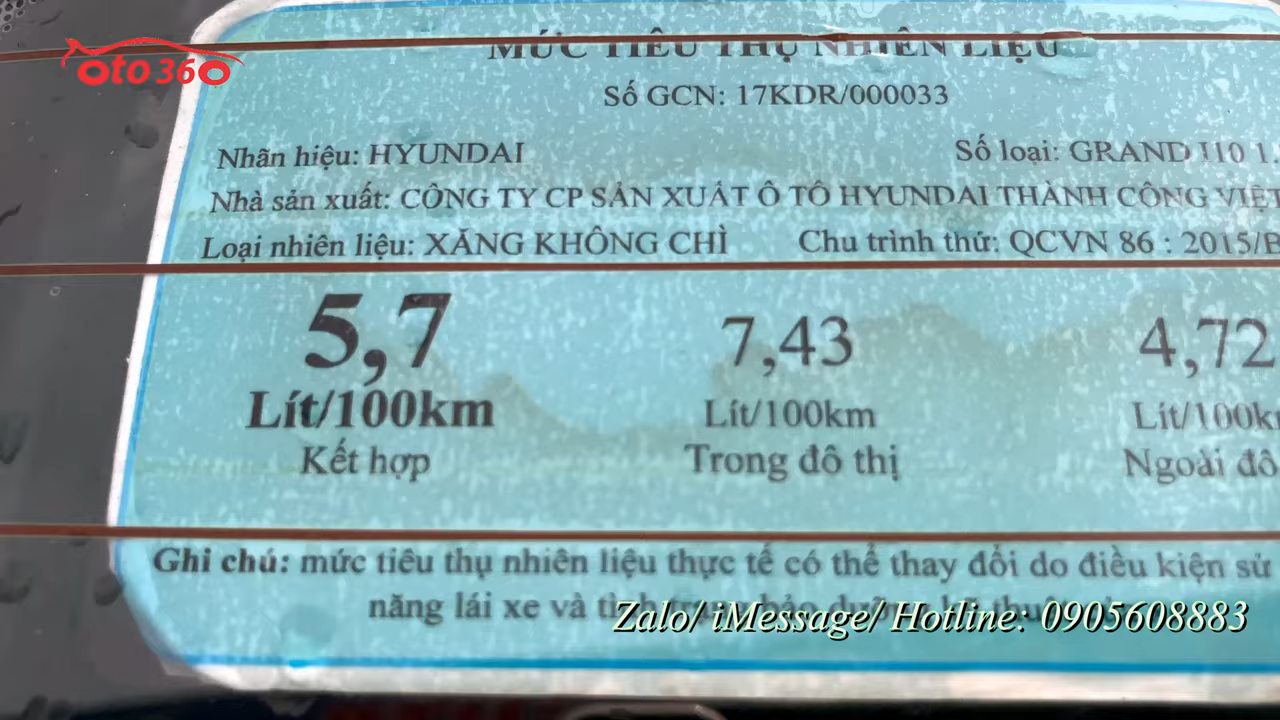 oto360
MỨC TIÊU THỤ NHIÊN LIỆU
Số GCN: 17KDR/000033
Nhãn hiệu: HYUNDAI Số loại: GRAND I10 1.
Nhà sản xuất: CÔNG TY CP SẢN XUẤT Ô TÔ HYUNDAI THÀNH CÔNG VIỆT
Loại nhiên liệu: XĂNG KHÔNG CHÌ Chu trình thử: QCVN 86 : 2015/
5,7 7,43 4,72
Lít/100km Lít/100km Lít/100k
Kết hợp Trong đô thị Ngoài đô
Ghi chú: mức tiêu thụ nhiên liệu thực tế có thể thay đổi do điều kiện sử
năng lái xe và
Zalo/ iMessage/ Hotline: 0905608883